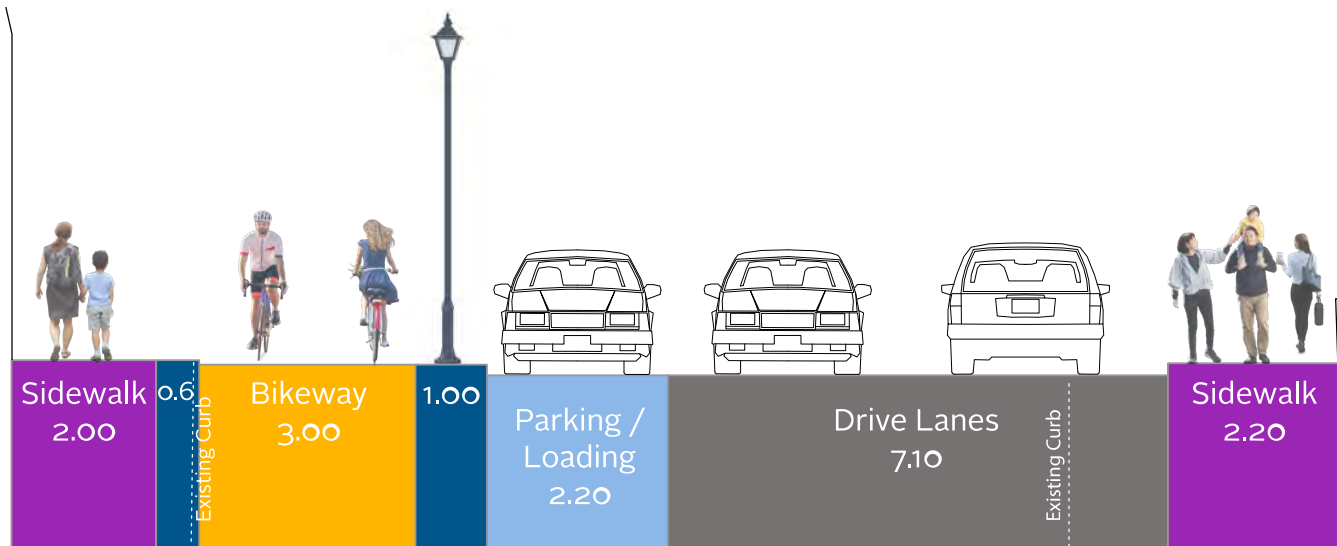 Sidewalk
2.00
0.6
Existing Curb
Bikeway
3.00
1.00
Parking /
Loading
2.20
Drive Lanes
7.10
Existing Curb
Sidewalk
2.20